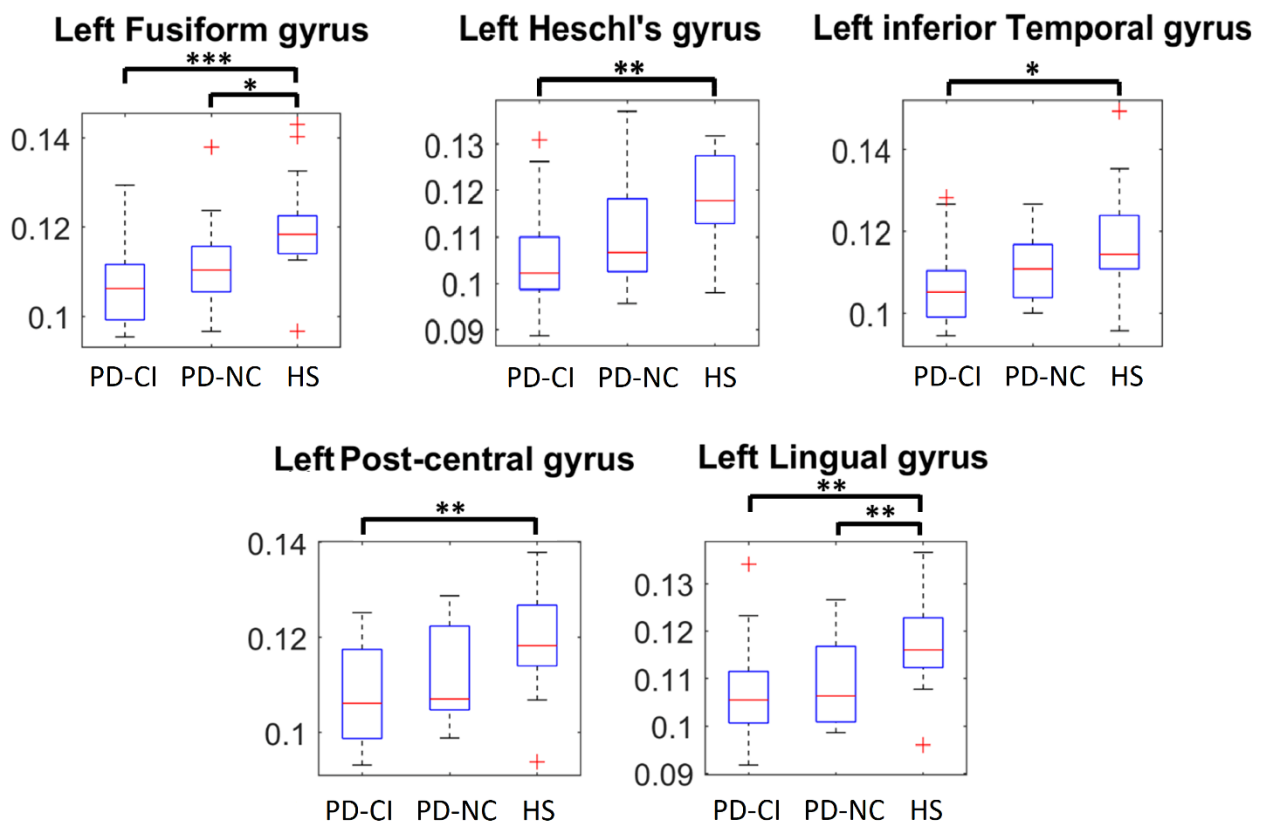 Left Fusiform gyrus
***
*
0.14
0.12
0.1
PD-CI PD-NC HS
Left Heschl's gyrus
**
0.13
0.12
0.11
0.1
0.09
PD-CI PD-NC HS
Left inferior Temporal gyrus
*
0.14
0.12
0.1
PD-CI PD-NC HS
Left Post-central gyrus
**
0.14
0.12
0.1
PD-CI PD-NC HS
Left Lingual gyrus
**
**
0.13
0.12
0.11
0.1
0.09
PD-CI PD-NC HS